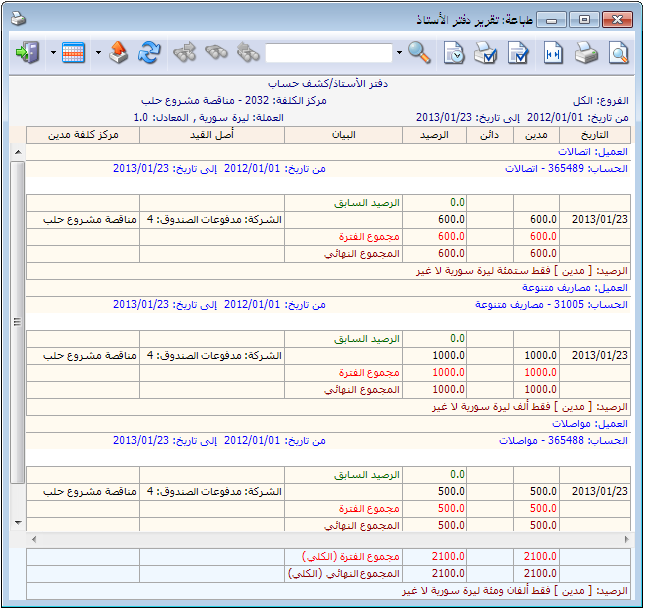 طباعة: تقرير دفتر الأستاذ
دفتر الأستاذ/كشف حساب
الفروع: الكل مركز الكلفة: 2032 - مناقصة مشروع حلب
من تاريخ: 2012/01/01 إلى تاريخ: 2013/01/23 العملة: ليرة سورية , المعادل: 1.0
التاريخ مدين دائن الرصيد البيان أصل القيد مركز كلفة مدين
العميل: اتصالات
الحساب: 365489 - اتصالات من تاريخ: 2012/01/01 إلى تاريخ: 2013/01/23
0.0 الرصيد السابق
2013/01/23 600.0 600.0 الشركة: مدفوعات الصندوق: 4 مناقصة مشروع حلب
600.0 600.0 مجموع الفترة
600.0 600.0 المجموع النهائي
الرصيد: [ مدين ] فقط ستمئة ليرة سورية لا غير
العميل: مصاريف متنوعة
الحساب: 31005 - مصاريف متنوعة من تاريخ: 2012/01/01 إلى تاريخ: 2013/01/23
0.0 الرصيد السابق
2013/01/23 1000.0 1000.0 الشركة: مدفوعات الصندوق: 4 مناقصة مشروع حلب
1000.0 1000.0 مجموع الفترة
1000.0 1000.0 المجموع النهائي
الرصيد: [ مدين ] فقط ألف ليرة سورية لا غير
العميل: مواصلات
الحساب: 365488 - مواصلات من تاريخ: 2012/01/01 إلى تاريخ: 2013/01/23
0.0 الرصيد السابق
2013/01/23 500.0 500.0 الشركة: مدفوعات الصندوق: 4 مناقصة مشروع حلب
500.0 500.0 مجموع الفترة
500.0 500.0 المجموع النهائي
2100.0 2100.0 مجموع الفترة (الكلي)
2100.0 2100.0 المجموع النهائي (الكلي)
الرصيد: [ مدين ] فقط ألفان ومئة ليرة سورية لا غير